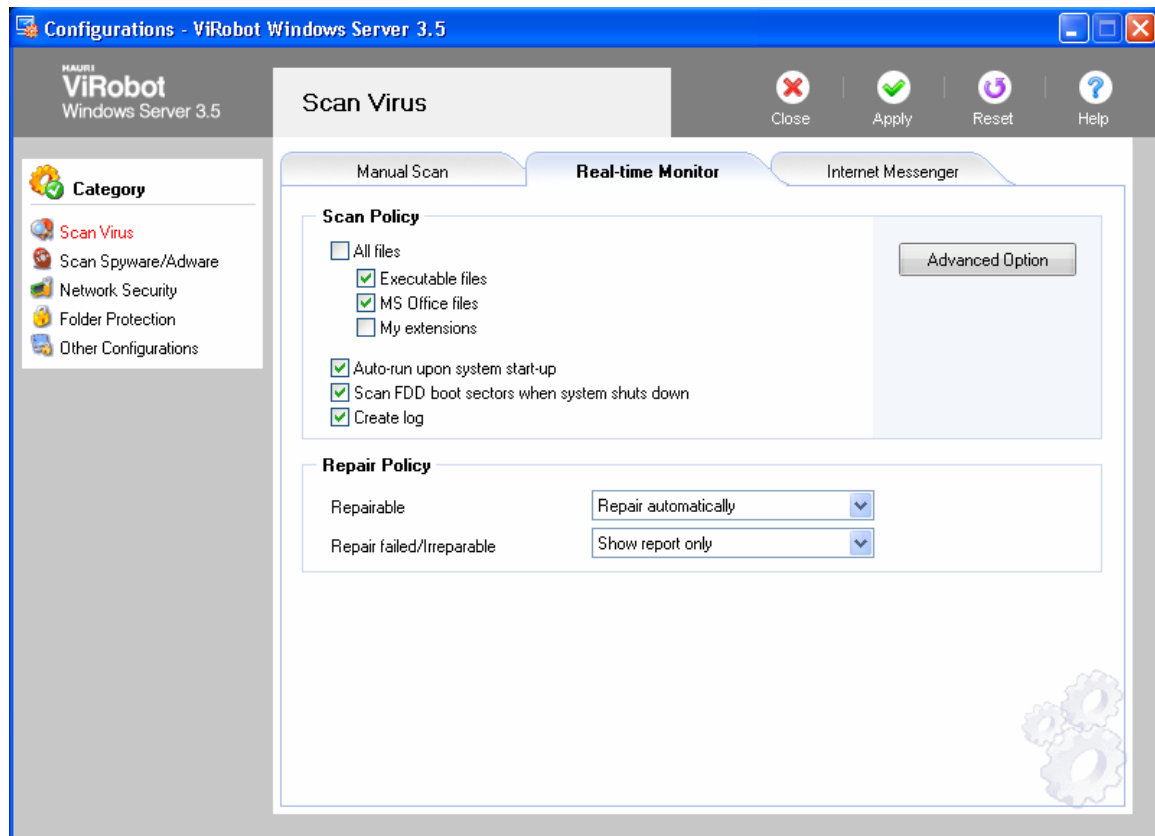 Configurations - ViRobot Windows Server 3.5
HAURI
ViRobot
Windows Server 3.5
Scan Virus
Close
Apply
Reset
Help
Category
Scan Virus
Scan Spyware/Adware
Network Security
Folder Protection
Other Configurations
Manual Scan
Real-time Monitor
Internet Messenger
Scan Policy
All files
Executable files
MS Office files
My extensions
Auto-run upon system start-up
Scan FDD boot sectors when system shuts down
Create log
Advanced Option
Repair Policy
Repairable
Repair automatically
Repair failed/Irreparable
Show report only